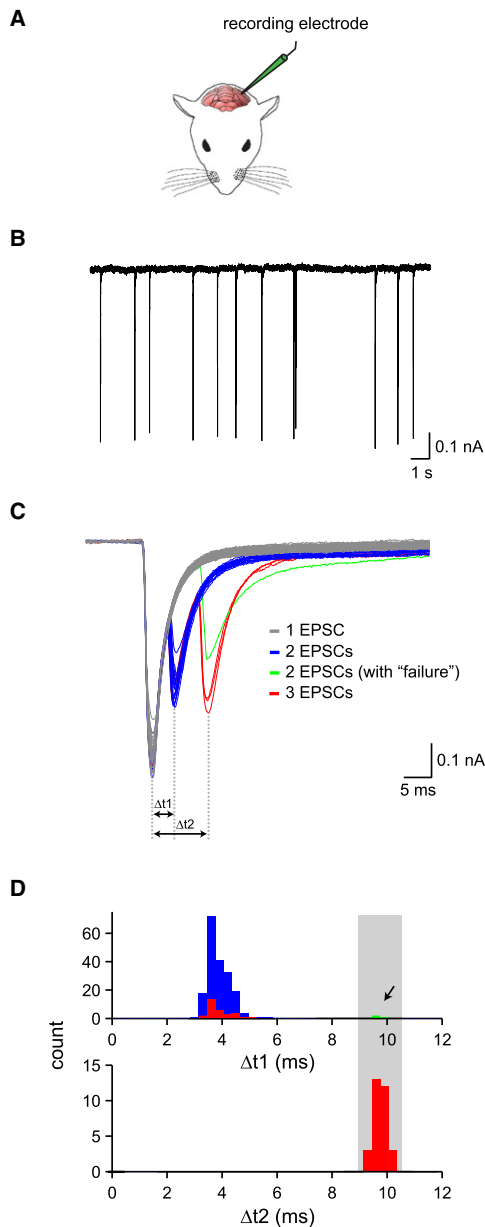 A
recording electrode
B
0.1 nA
1 s
C
1 EPSC
2 EPSCs
2 EPSCs (with “failure”)
3 EPSCs
0.1 nA
5 ms
Δt1
Δt2
D
60
40
20
0
0 2 4 6 8 10 12
Δt1 (ms)
count
15
10
5
0
0 2 4 6 8 10 12
Δt2 (ms)